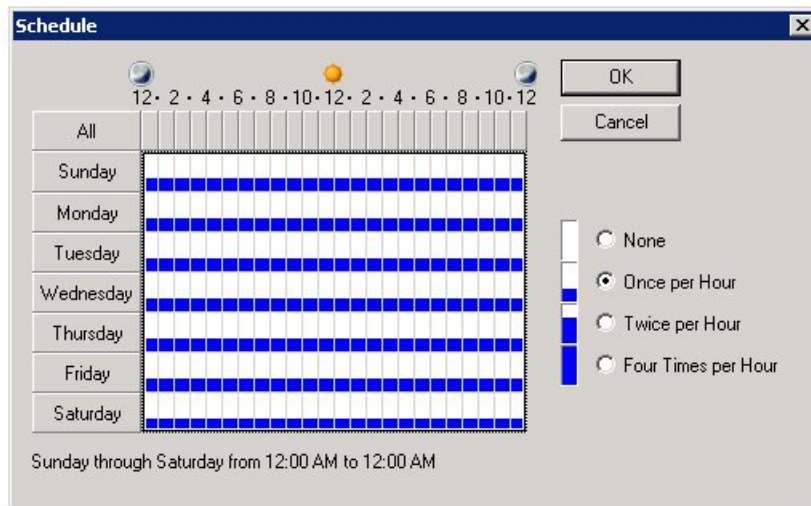 Schedule
12 · 2 · 4 · 6 · 8 · 10 · 12 · 2 · 4 · 6 · 8 · 10 · 12
OK
Cancel
All
Sunday
Monday
Tuesday
Wednesday
Thursday
Friday
Saturday
None
Once per Hour
Twice per Hour
Four Times per Hour
Sunday through Saturday from 12:00 AM to 12:00 AM